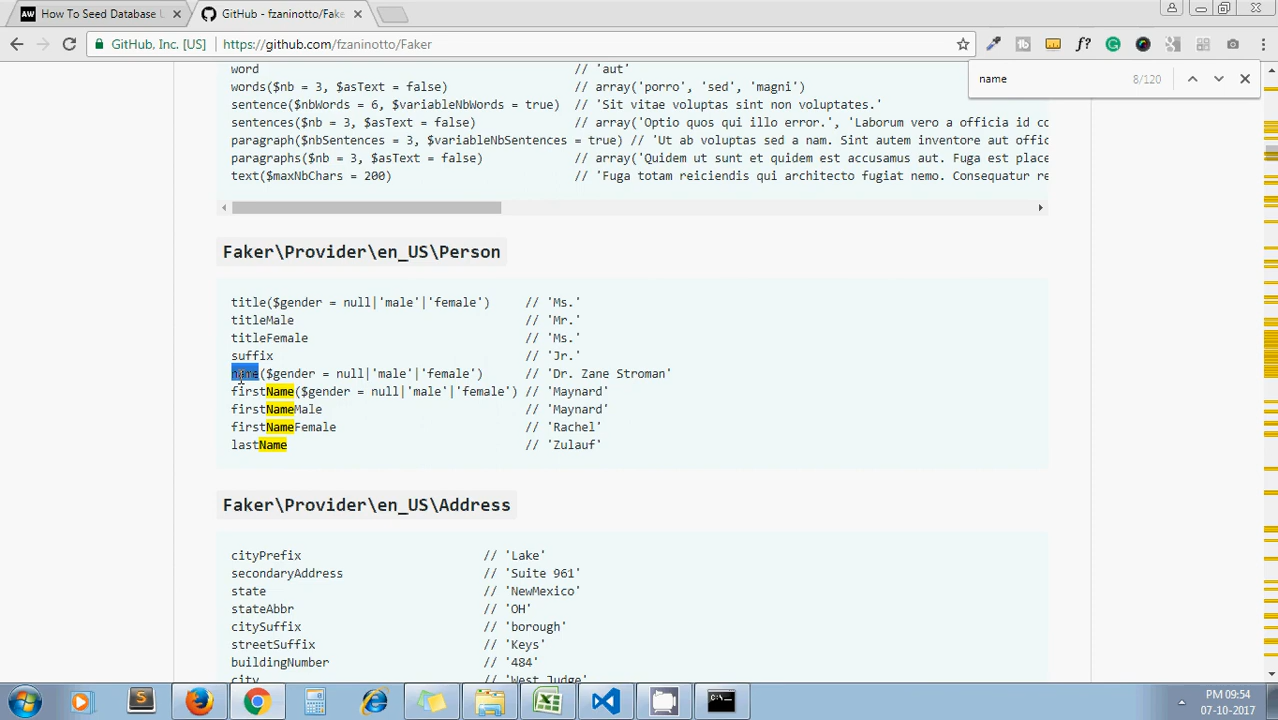 How To Seed Database U
GitHub - fzaninotto/Fake
GitHub, Inc. [US]
https://github.com/fzaninotto/Faker
name
8/120
word // 'aut'
words($nb = 3, $asText = false) // array('porro', 'sed', 'magni')
sentence($nbWords = 6, $variableNbWords = true) // 'Sit vitae voluptas sint non voluptates.'
sentences($nb = 3, $asText = false) // array('Optio quos qui illo error.', 'Laborum vero a officia id co
paragraph($nbSentences = 3, $variableNbSentences = true) // 'Ut ab voluptas sed a nam. Sint autem inventore aut offic
paragraphs($nb = 3, $asText = false) // array('Quidem ut sunt et quidem est accusamus aut. Fuga est place
text($maxNbChars = 200) // 'Fuga totam reiciendis qui architecto fugiat nemo. Consequatur re
Faker\Provider\en_US\Person
title($gender = null|'male'|'female') // 'Ms.'
titleMale // 'Mr.'
titleFemale // 'Ms.'
suffix // 'Jr.'
name($gender = null|'male'|'female') // 'Dr. Zane Stroman'
firstName($gender = null|'male'|'female') // 'Maynard'
firstNameMale // 'Maynard'
firstNameFemale // 'Rachel'
lastName // 'Zulauf'
Faker\Provider\en_US\Address
cityPrefix // 'Lake'
secondaryAddress // 'Suite 961'
state // 'NewMexico'
stateAbbr // 'OH'
citySuffix // 'borough'
streetSuffix // 'Keys'
buildingNumber // '484'
city // 'West Judge'
PM 09:54
07-10-2017